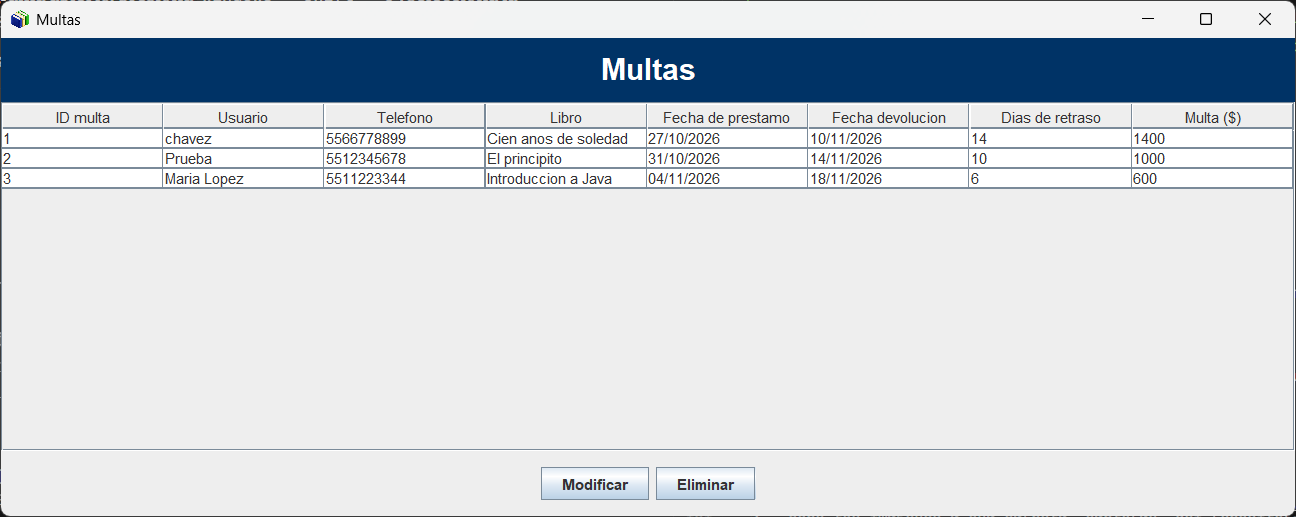 Multas
Multas
ID multa Usuario Telefono Libro Fecha de prestamo Fecha devolucion Dias de retraso Multa ($)
1 chavez 5566778899 Cien anos de soledad 27/10/2026 10/11/2026 14 1400
2 Prueba 5512345678 El principito 31/10/2026 14/11/2026 10 1000
3 Maria Lopez 5511223344 Introduccion a Java 04/11/2026 18/11/2026 6 600
Modificar Eliminar